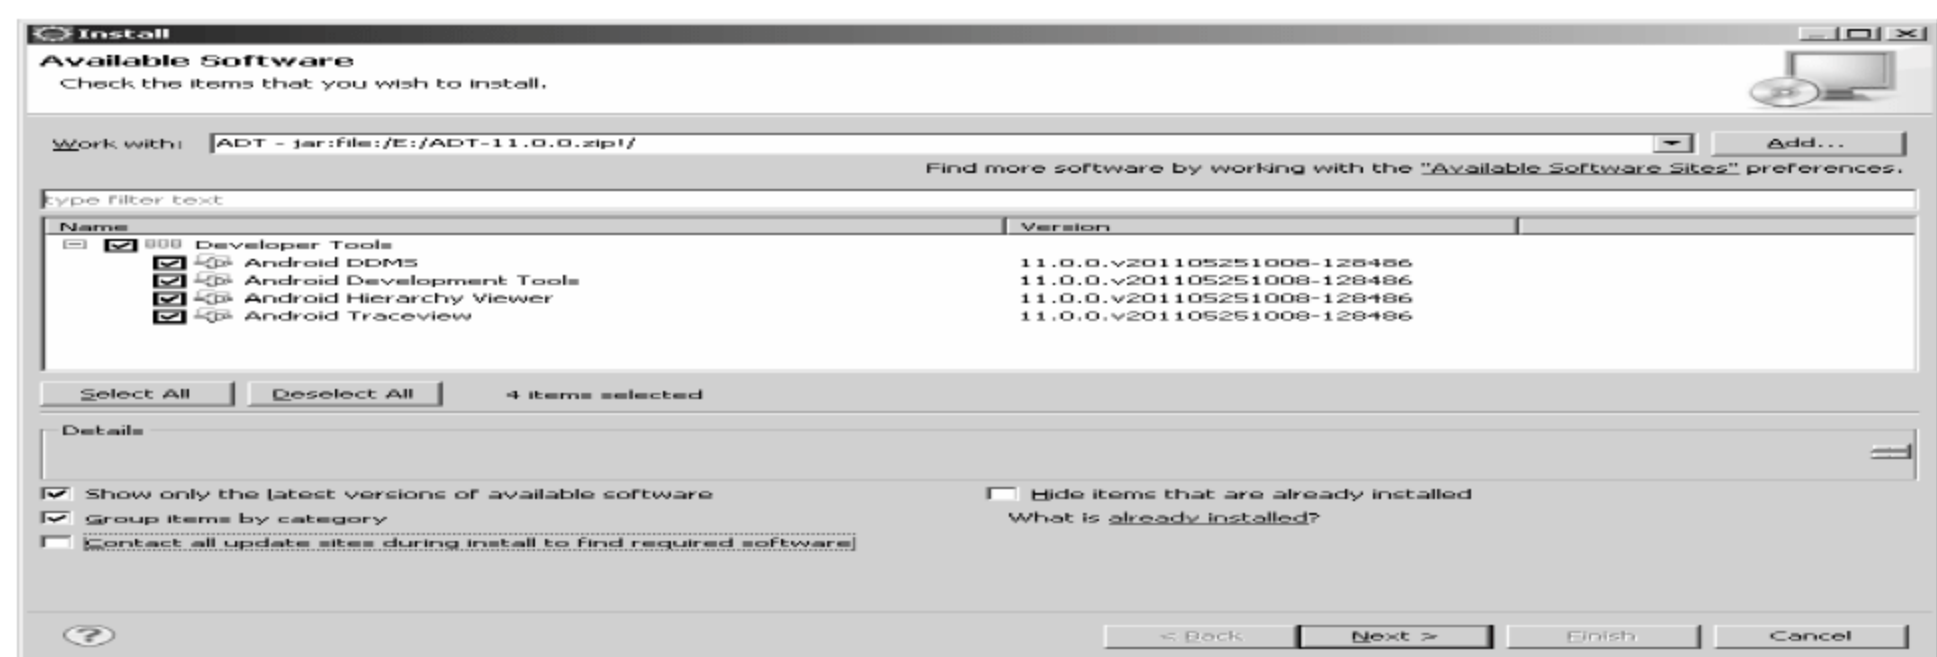 Install
Available Software
Check the items that you wish to install.
Work with: ADT - jar:file:/E:/ADT-11.0.0.zip!/ Add...
Find more software by working with the "Available Software Sites" preferences.
type filter text
Name Version
Developer Tools
Android DDMS 11.0.0.v201105251008-128486
Android Development Tools 11.0.0.v201105251008-128486
Android Hierarchy Viewer 11.0.0.v201105251008-128486
Android Traceview 11.0.0.v201105251008-128486
Select All Deselect All 4 items selected
Details
Show only the latest versions of available software Hide items that are already installed
Group items by category What is already installed?
Contact all update sites during install to find required software
? < Back Next > Finish Cancel